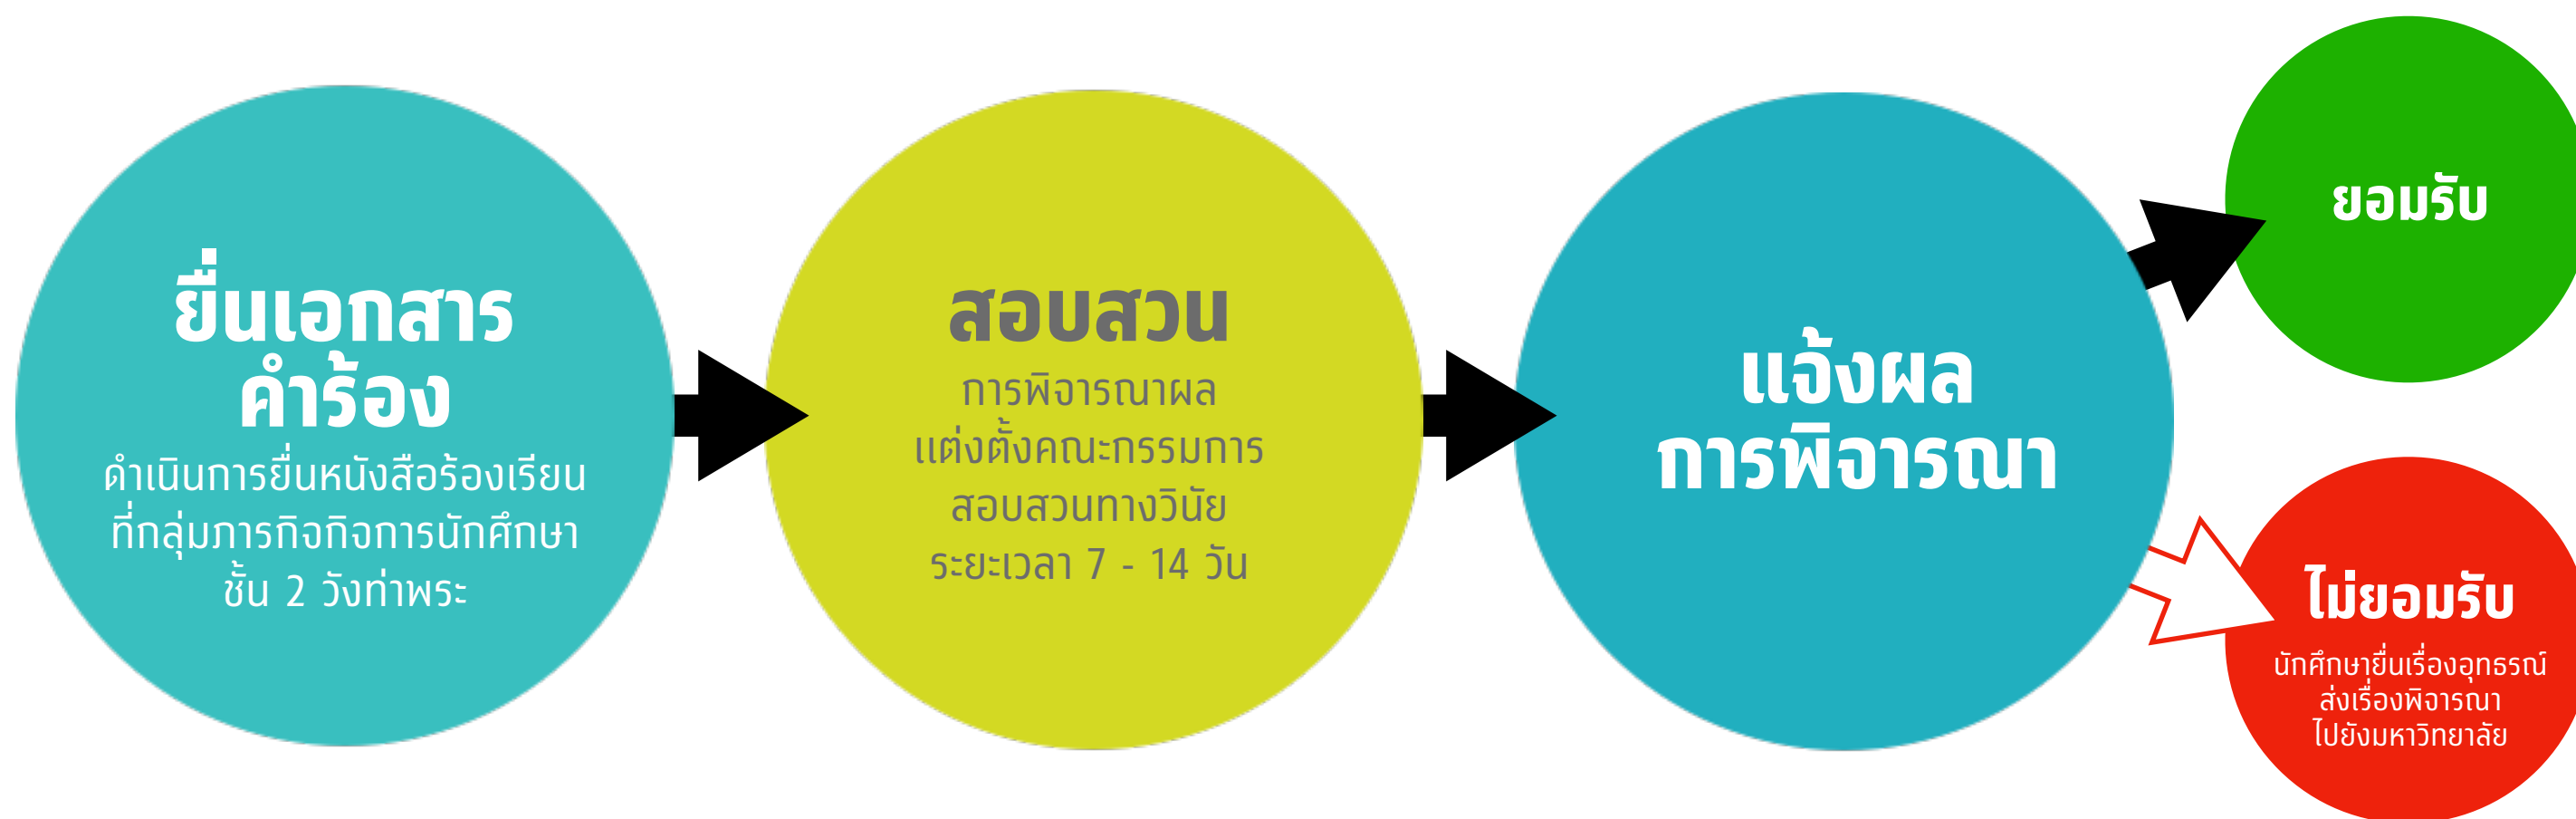 ยื่นเอกสาร
คำร้อง
ดำเนินการยื่นหนังสือร้องเรียน
ที่กลุ่มภารกิจกิจการนักศึกษา
ชั้น 2 วังท่าพระ
สอบสวน
การพิจารณาผล
แต่งตั้งคณะกรรมการ
สอบสวนทางวินัย
ระยะเวลา 7 - 14 วัน
แจ้งผล
การพิจารณา
ยอมรับ
ไม่ยอมรับ
นักศึกษายื่นเรื่องอุทธรณ์
ส่งเรื่องพิจารณา
ไปยังมหาวิทยาลัย